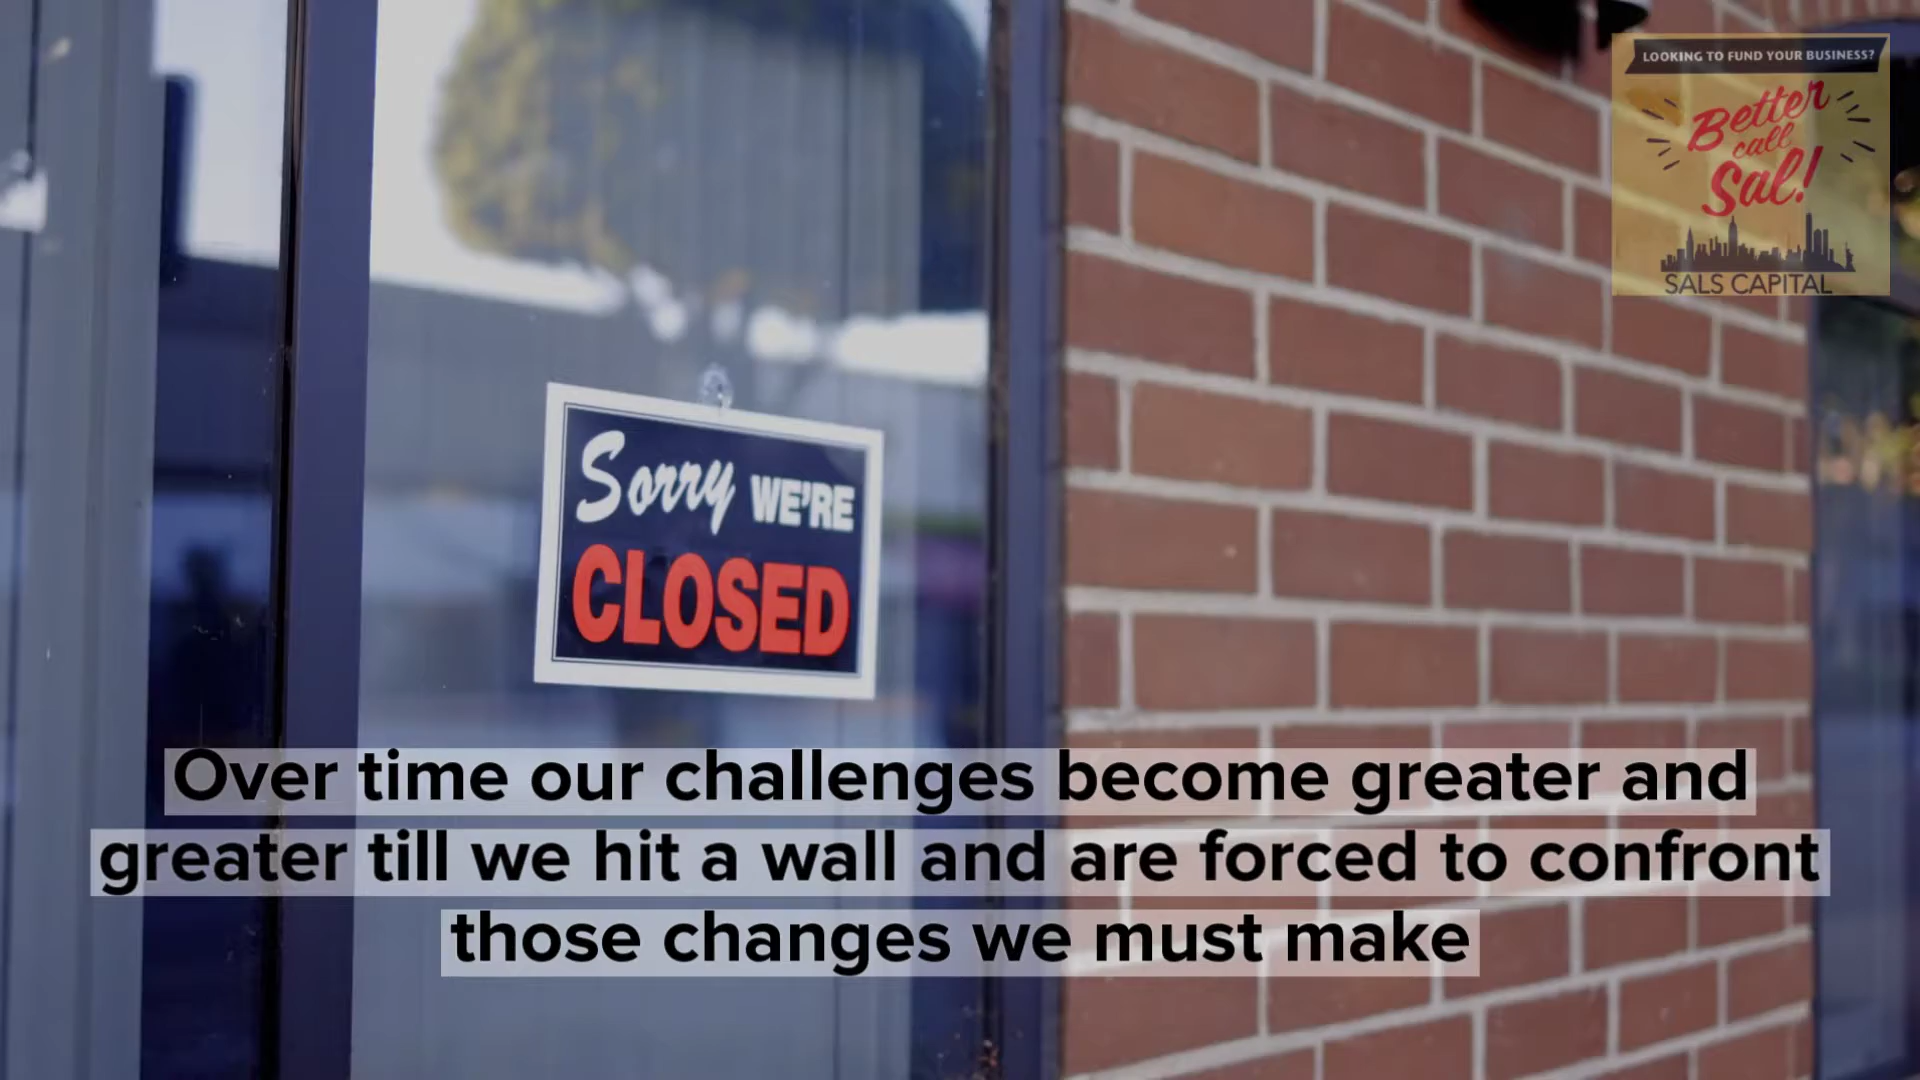 LOOKING TO FUND YOUR BUSINESS?
Better
call
Sal!
SALS CAPITAL
Sorry WE'RE
CLOSED
Over time our challenges become greater and
greater till we hit a wall and are forced to confront
those changes we must make